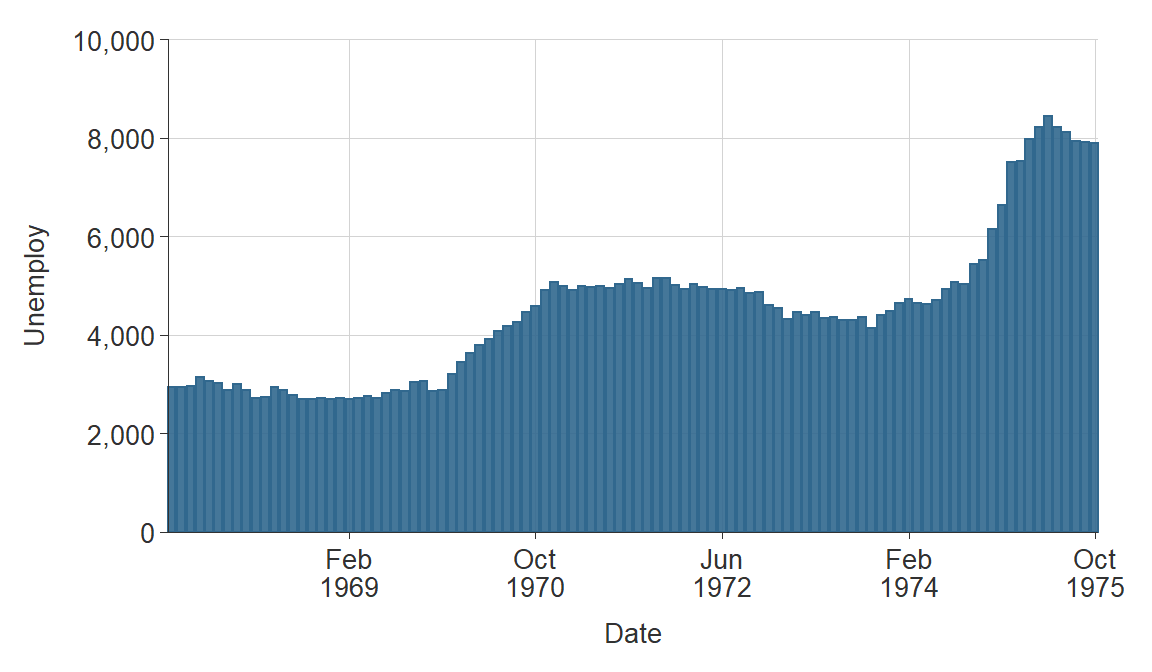 10,000
8,000
6,000
4,000
2,000
0
Unemploy
Feb
1969
Oct
1970
Jun
1972
Feb
1974
Oct
1975
Date